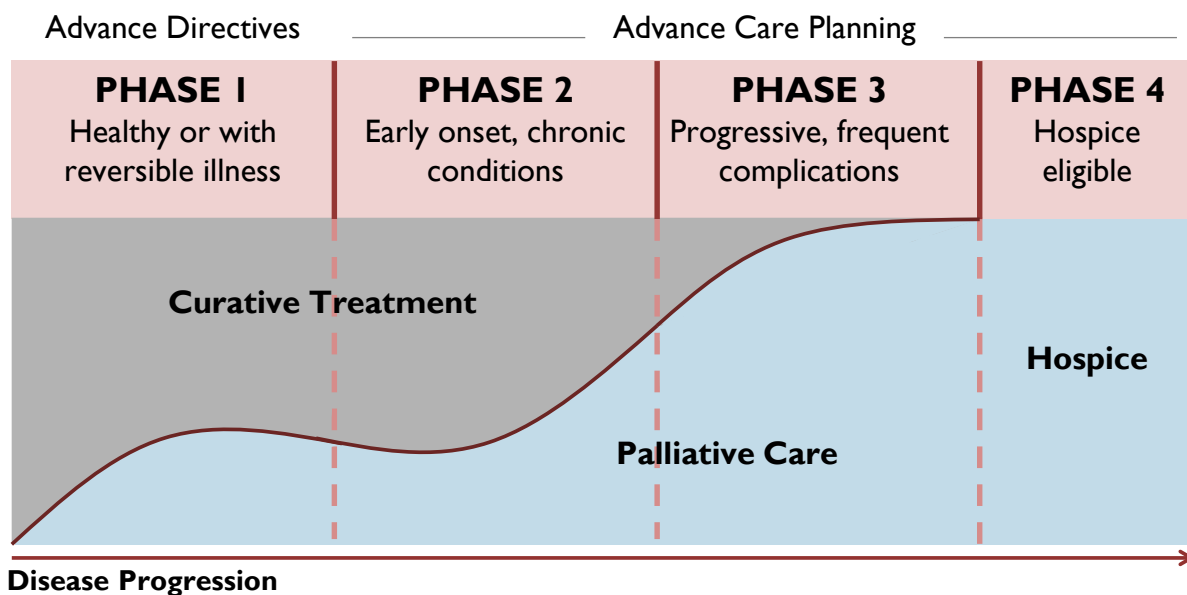 Advance Directives
Advance Care Planning
PHASE 1
Healthy or with
reversible illness
PHASE 2
Early onset, chronic
conditions
PHASE 3
Progressive, frequent
complications
PHASE 4
Hospice
eligible
Curative Treatment
Hospice
Palliative Care
Disease Progression